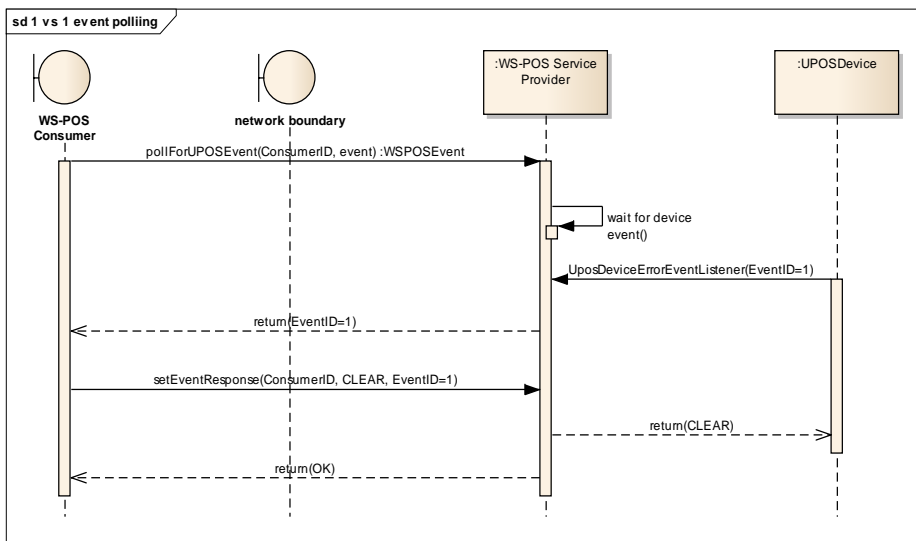 sd 1 vs 1 event polliing
WS-POS
Consumer
network boundary
:WS-POS Service
Provider
:UPOSDevice
pollForUPOSEvent(ConsumerID, event) :WSPOSEvent
wait for device
event()
UposDeviceErrorEventListener(EventID=1)
return(EventID=1)
setEventResponse(ConsumerID, CLEAR, EventID=1)
return(CLEAR)
return(OK)